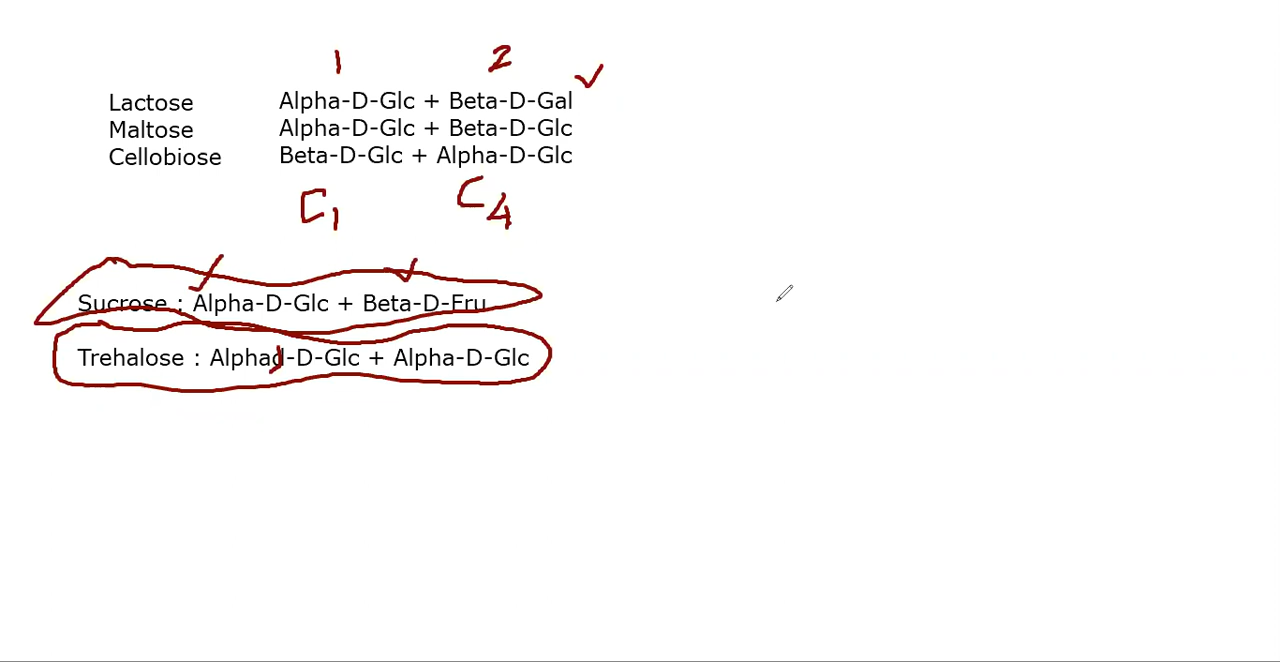 1 2
Lactose Alpha-D-Glc + Beta-D-Gal
Maltose Alpha-D-Glc + Beta-D-Glc
Cellobiose Beta-D-Glc + Alpha-D-Glc
C1 C4
Sucrose : Alpha-D-Glc + Beta-D-Fru
Trehalose : Alphad-D-Glc + Alpha-D-Glc